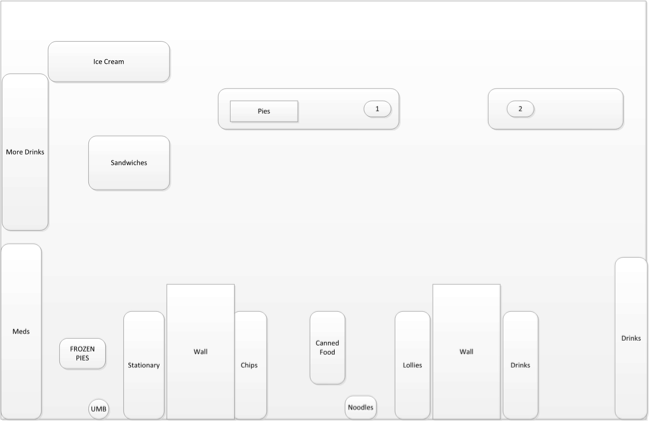 Ice Cream
Pies
1
2
More Drinks
Sandwiches
Meds
FROZEN
PIES
UMB
Stationary
Wall
Chips
Canned
Food
Noodles
Lollies
Wall
Drinks
Drinks